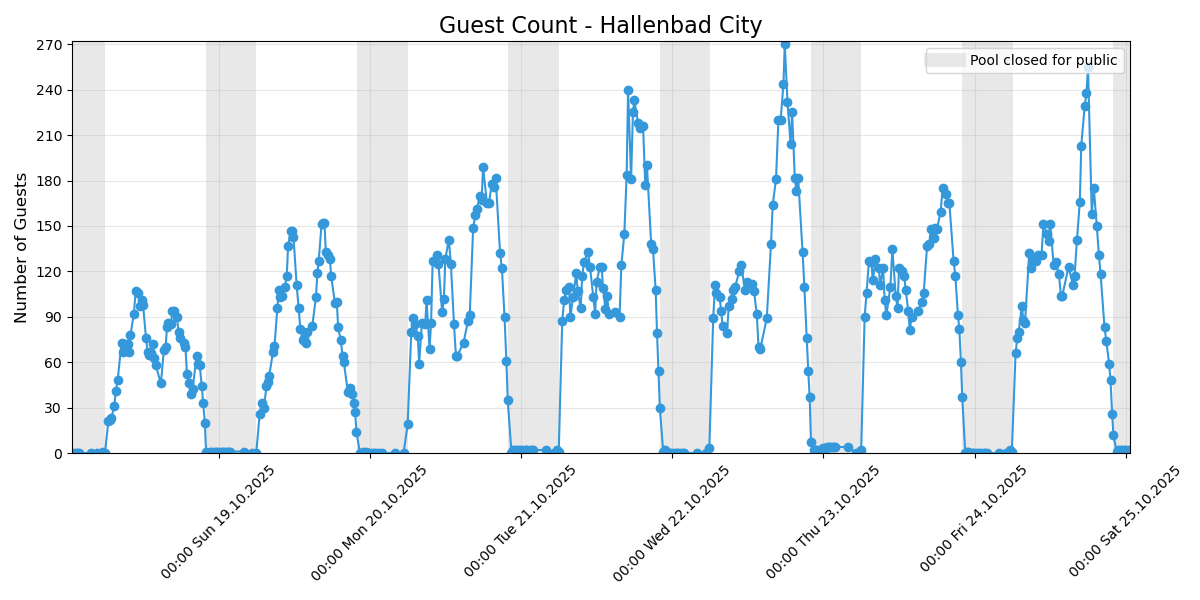 Guest Count - Hallenbad City
Pool closed for public
Number of Guests
270
240
210
180
150
120
90
60
30
0
00:00 Sun 19.10.2025
00:00 Mon 20.10.2025
00:00 Tue 21.10.2025
00:00 Wed 22.10.2025
00:00 Thu 23.10.2025
00:00 Fri 24.10.2025
00:00 Sat 25.10.2025